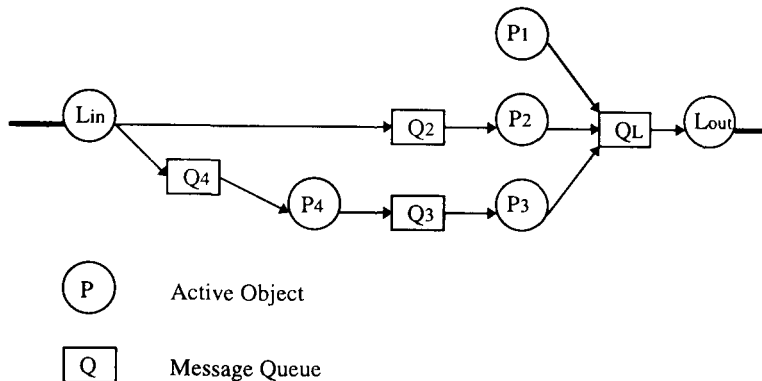 P1
Lin
Q2
P2
QL
Lout
Q4
P4
Q3
P3
P Active Object
Q Message Queue